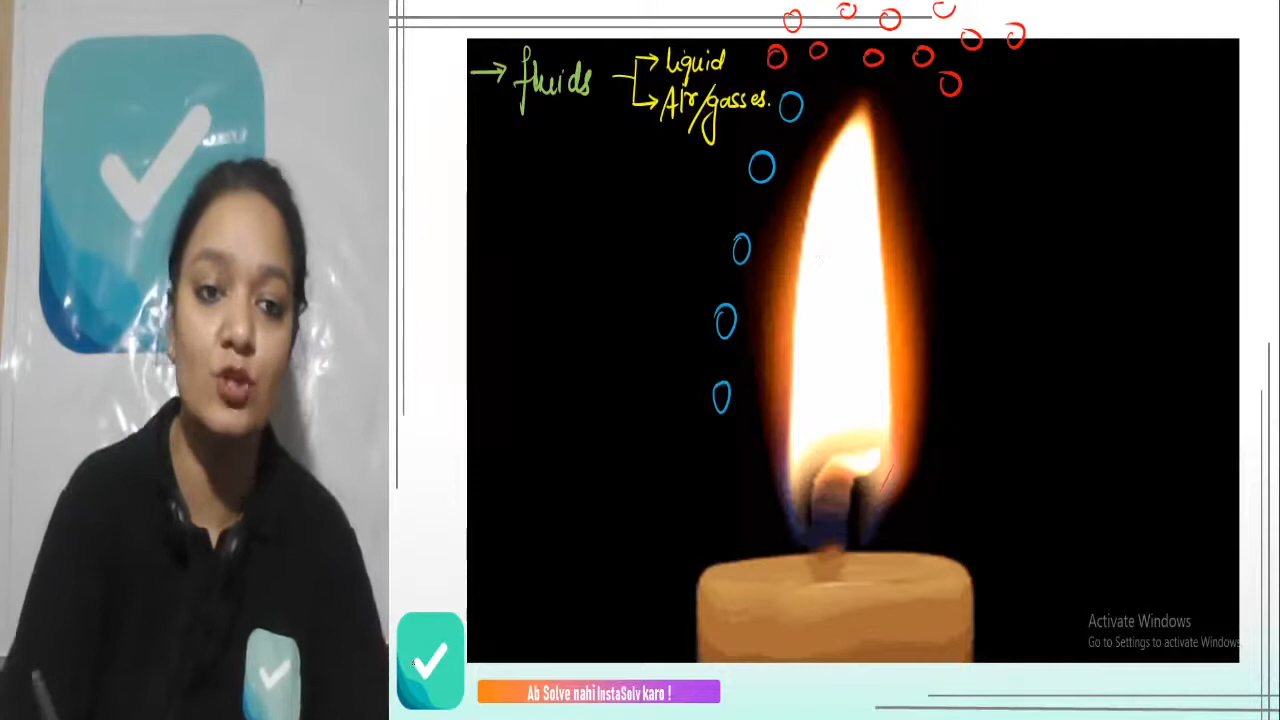 → fluids
→ liquid
→ Air/gasses.
Activate Windows
Go to Settings to activate Windows.
Ab Solve nahi InstaSolv karo !